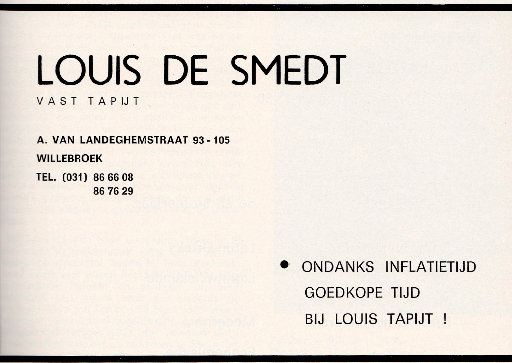 LOUIS DE SMEDT
VAST TAPIJT
A. VAN LANDEGHEMSTRAAT 93 - 105
WILLEBROEK
TEL. (031) 86 66 08
86 76 29
• ONDANKS INFLATIETIJD
GOEDKOPE TIJD
BIJ LOUIS TAPIJT !